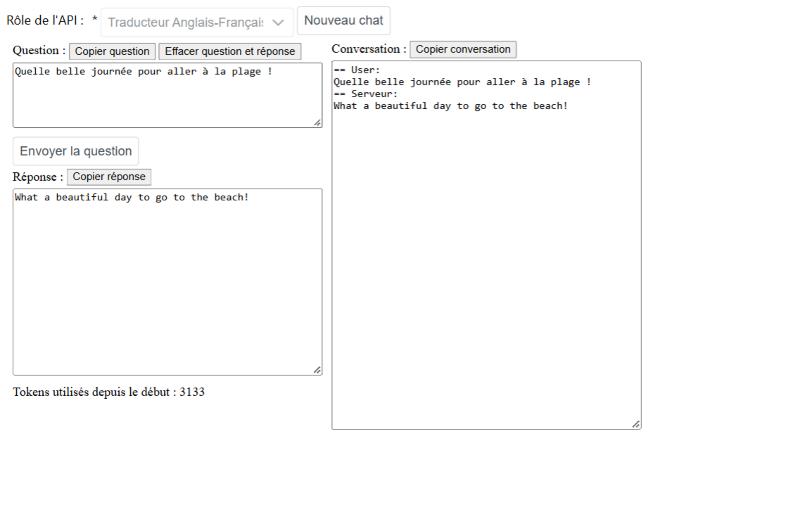 Rôle de l'API : * Traducteur Anglais-Françai Nouveau chat
Question : Copier question Effacer question et réponse
Quelle belle journée pour aller à la plage !
Envoyer la question
Réponse : Copier réponse
What a beautiful day to go to the beach!
Tokens utilisés depuis le début : 3133
Conversation : Copier conversation
-- User:
Quelle belle journée pour aller à la plage !
-- Serveur:
What a beautiful day to go to the beach!